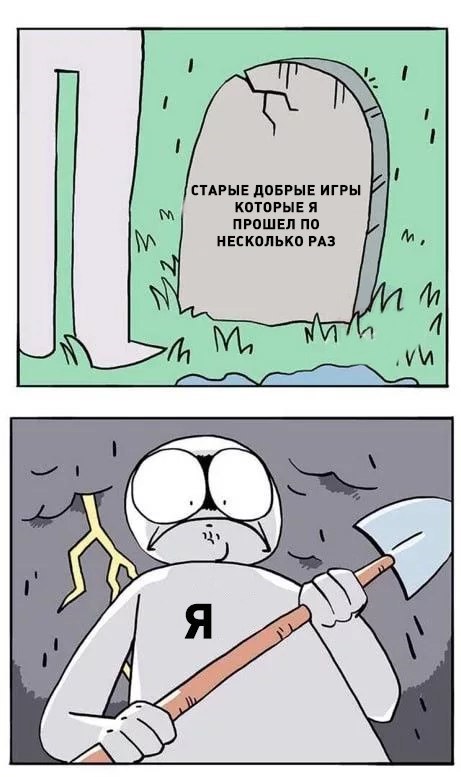 СТАРЫЕ ДОБРЫЕ ИГРЫ
КОТОРЫЕ Я
ПРОШЕЛ ПО
НЕСКОЛЬКО РАЗ
Я